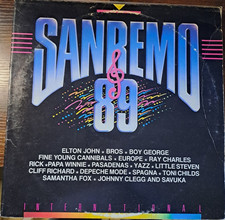 SANREMO
89
ELTON JOHN • BROS • BOY GEORGE
FINE YOUNG CANNIBALS • EUROPE • RAY CHARLES
RICK • PAPA WINNIE • PASADENAS • YAZZ • LITTLE STEVEN
CLIFF RICHARD • DEPECHE MODE • SPAGNA • TONI CHILDS
SAMANTHA FOX • JOHNNY CLEGG AND SAVUKA
INTERNATIONAL